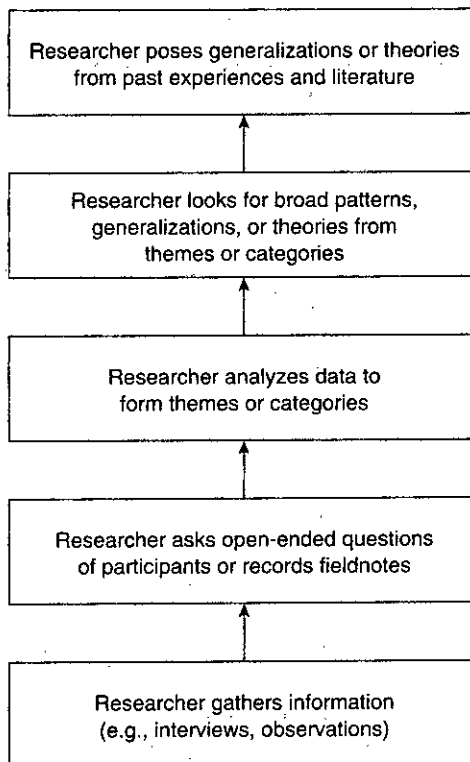 Researcher poses generalizations or theories
from past experiences and literature
Researcher looks for broad patterns,
generalizations, or theories from
themes or categories
Researcher analyzes data to
form themes or categories
Researcher asks open-ended questions
of participants or records fieldnotes
Researcher gathers information
(e.g., interviews, observations)